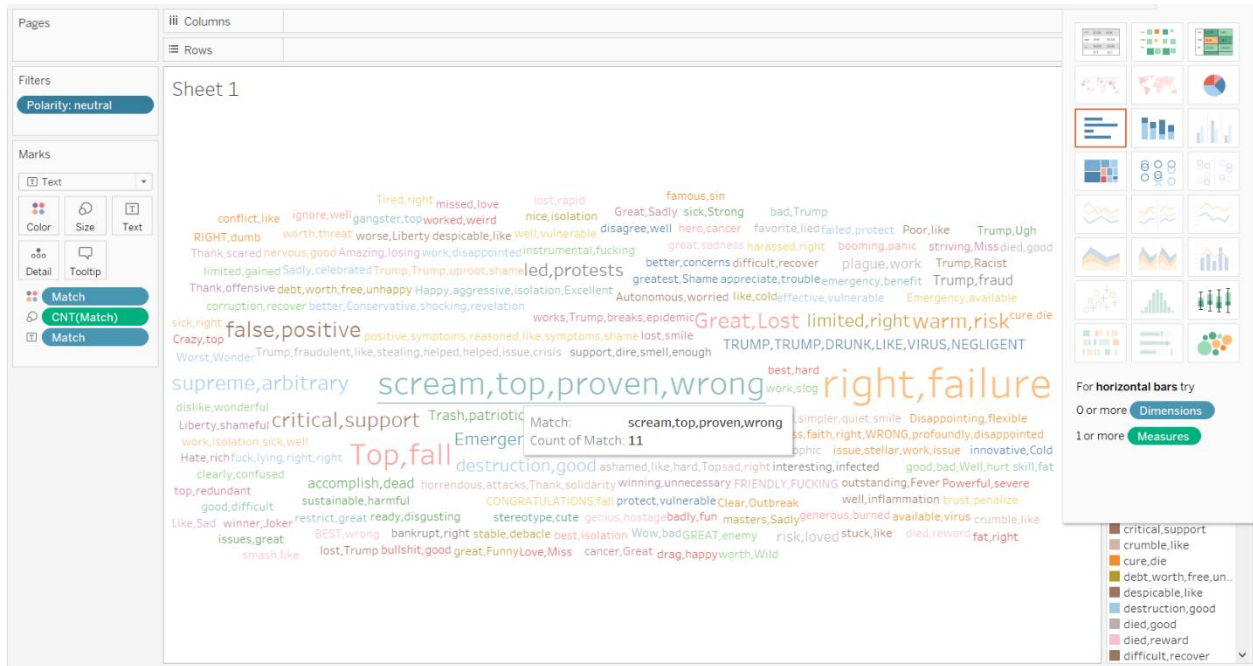 Pages
iii Columns
Rows
Filters
Polarity: neutral
Sheet 1
Marks
T Text
Color
Size
Text
Detail
Tooltip
Match
CNT(Match)
Match
Tired,right missed,love lost,rapid famous,sin
conflict,like ignore,well gangster,top worked,weird nice,isolation Great,Sadly sick,Strong bad,Trump
RIGHT,dumb worth,threat worse,Liberty despicable,like well,vulnerable disagree,well hero,cancer favorite,lied failed,protect Poor,like Trump,Ugh
Thank,scared nervous,good Amazing,losing work,disappointed instrumental,fucking great,sadness harassed,right booming,panic striving,Miss died,good
limited,gained Sadly,celebrated Trump,Trump,uproot,shame led,protests better,concerns difficult,recover plague,work Trump,Racist
Thank,offensive debt,worth,free,unhappy Happy,aggressive,isolation,Excellent greatest,Shame appreciate,trouble emergency,benefit Trump,fraud
corruption,recover better,Conservative,shocking,revelation Autonomous,worried like,cold effective,vulnerable Emergency,available
sick,right false,positive works,Trump,breaks,epidemic Great,Lost limited,right warm,risk cure,die
Crazy,top positive,symptoms,reasoned,like,symptoms,shame lost,smile
Worst,Wonder Trump,fraudulent,like,stealing,helped,helped,issue,crisis support,dire,smell,enough TRUMP,TRUMP,DRUNK,LIKE,VIRUS,NEGLIGENT
supreme,arbitrary scream,top,proven,wrong best,hard work,slog right,failure
dislike,wonderful
Liberty,shameful critical,support Trash,patriotic simpler,quiet,smile Disappointing,flexible
Match: scream,top,proven,wrong
Count of Match: 11
work,isolation,sick,well Emerger ss,faith,right,WRONG,profoundly,disappointed
Hate,rich fuck,lying,right,right Top,fall ophic issue,stellar,work,issue innovative,Cold
clearly,confused destruction,good ashamed,like,hard,Top sad,right interesting,infected good,bad,Well,hurt skill,fat
top,redundant accomplish,dead horrendous,attacks,Thank,solidarity winning,unnecessary FRIENDLY,FUCKING outstanding,Fever Powerful,severe
good,difficult sustainable,harmful CONGRATULATIONS,fall protect,vulnerable Clear,Outbreak well,inflammation trust,penalize
Like,Sad winner,Joker restrict,great ready,disgusting stereotype,cute genius,hostage badly,fun masters,Sadly generous,burned available,virus crumble,like
issues,great BEST,wrong bankrupt,right stable,debacle best,isolation Wow,bad GREAT,enemy risk,loved stuck,like died,reward fat,right
smash,like lost,Trump bullshit,good great,Funny Love,Miss cancer,Great drag,happy worth,Wild
For horizontal bars try
0 or more Dimensions
1 or more Measures
critical,support
crumble,like
cure,die
debt,worth,free,un..
despicable,like
destruction,good
died,good
died,reward
difficult,recover